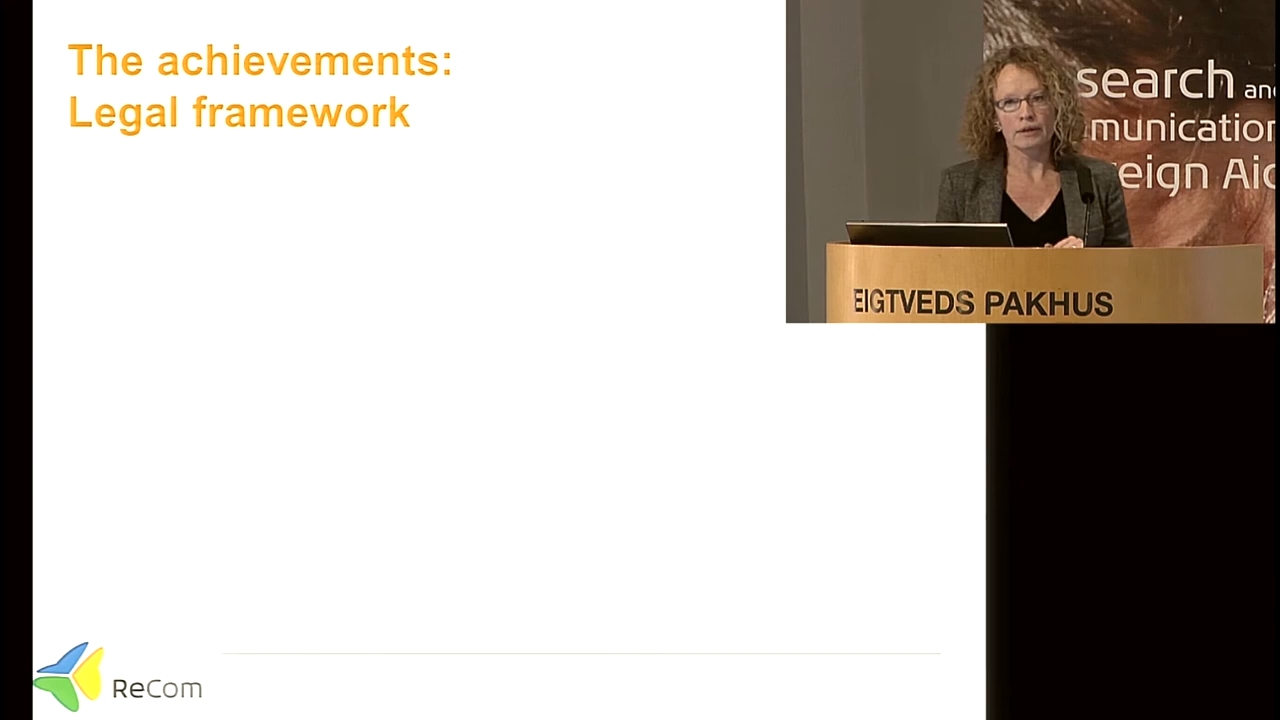 The achievements:
Legal framework
search and
munication
eign Aid
EIGTVEDS PAKHUS
ReCom